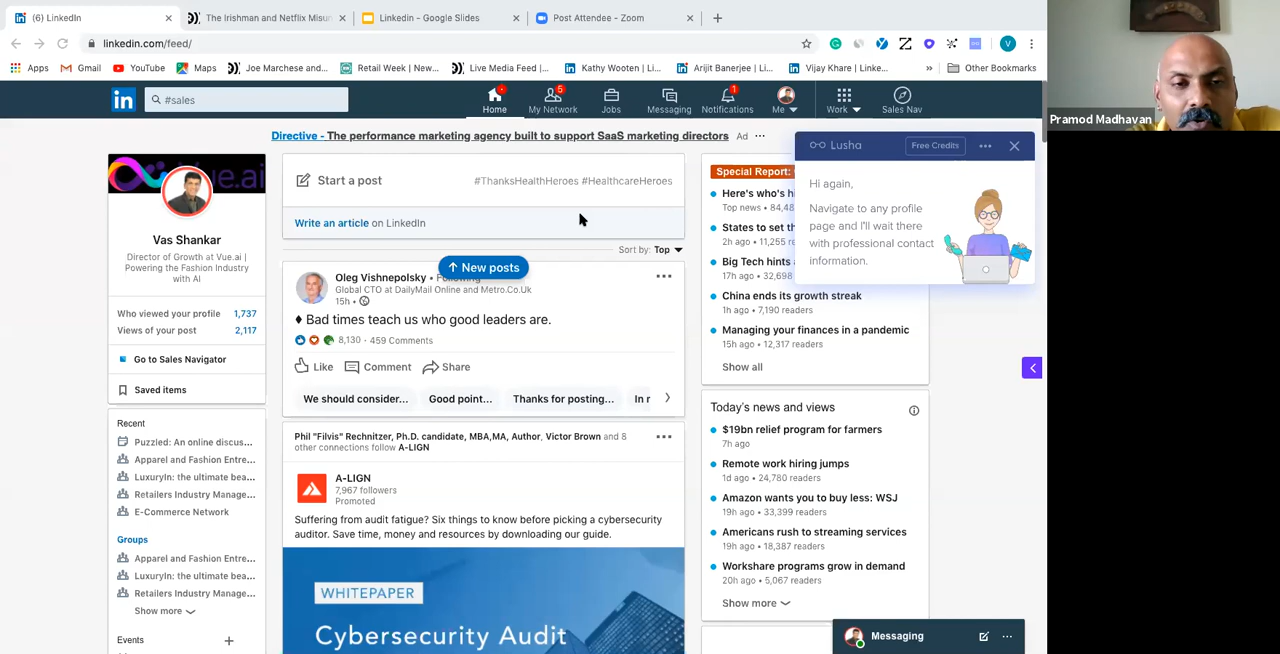 (6) LinkedIn
The Irishman and Netflix Misun
Linkedin - Google Slides
Post Attendee - Zoom
linkedin.com/feed/
Apps
Gmail
YouTube
Maps
Joe Marchese and...
Retail Week | New...
Live Media Feed |...
Kathy Wooten | Li...
Arijit Banerjee | Li...
Vijay Khare | Linke...
»
Other Bookmarks
in
#sales
Home
My Network
5
Jobs
Messaging
Notifications
1
Me
Work
Sales Nav
Directive - The performance marketing agency built to support SaaS marketing directors Ad ...
vue.ai
Vas Shankar
Director of Growth at Vue.ai |
Powering the Fashion Industry
with AI
Who viewed your profile 1,737
Views of your post 2,117
Go to Sales Navigator
Saved items
Recent
Puzzled: An online discus...
Apparel and Fashion Entre...
LuxuryIn: the ultimate bea...
Retailers Industry Manage...
E-Commerce Network
Groups
Apparel and Fashion Entre...
LuxuryIn: the ultimate bea...
Retailers Industry Manage...
Show more
Events +
Start a post
#ThanksHealthHeroes #HealthcareHeroes
Write an article on LinkedIn
Sort by: Top
↑ New posts
Oleg Vishnepolsky • Following
Global CTO at DailyMail Online and Metro.Co.Uk
15h •
♦ Bad times teach us who good leaders are.
8,130 · 459 Comments
Like
Comment
Share
We should consider...
Good point...
Thanks for posting...
In r
Phil "Filvis" Rechnitzer, Ph.D. candidate, MBA,MA, Author, Victor Brown and 8
other connections follow A-LIGN
A-LIGN
7,967 followers
Promoted
Suffering from audit fatigue? Six things to know before picking a cybersecurity
auditor. Save time, money and resources by downloading our guide.
WHITEPAPER
Cybersecurity Audit
Special Report:
Here's who's hi
Top news • 84,48
States to set th
2h ago • 11,255 rea
Big Tech hints a
17h ago • 32,698
China ends its growth streak
1h ago • 7,190 readers
Managing your finances in a pandemic
15h ago • 12,317 readers
Show all
Today's news and views
$19bn relief program for farmers
7h ago
Remote work hiring jumps
1d ago • 24,780 readers
Amazon wants you to buy less: WSJ
19h ago • 33,399 readers
Americans rush to streaming services
19h ago • 18,387 readers
Workshare programs grow in demand
20h ago • 5,067 readers
Show more
Lusha
Free Credits
Hi again,
Navigate to any profile
page and I'll wait there
with professional contact
information.
Messaging
V
Pramod Madhavan